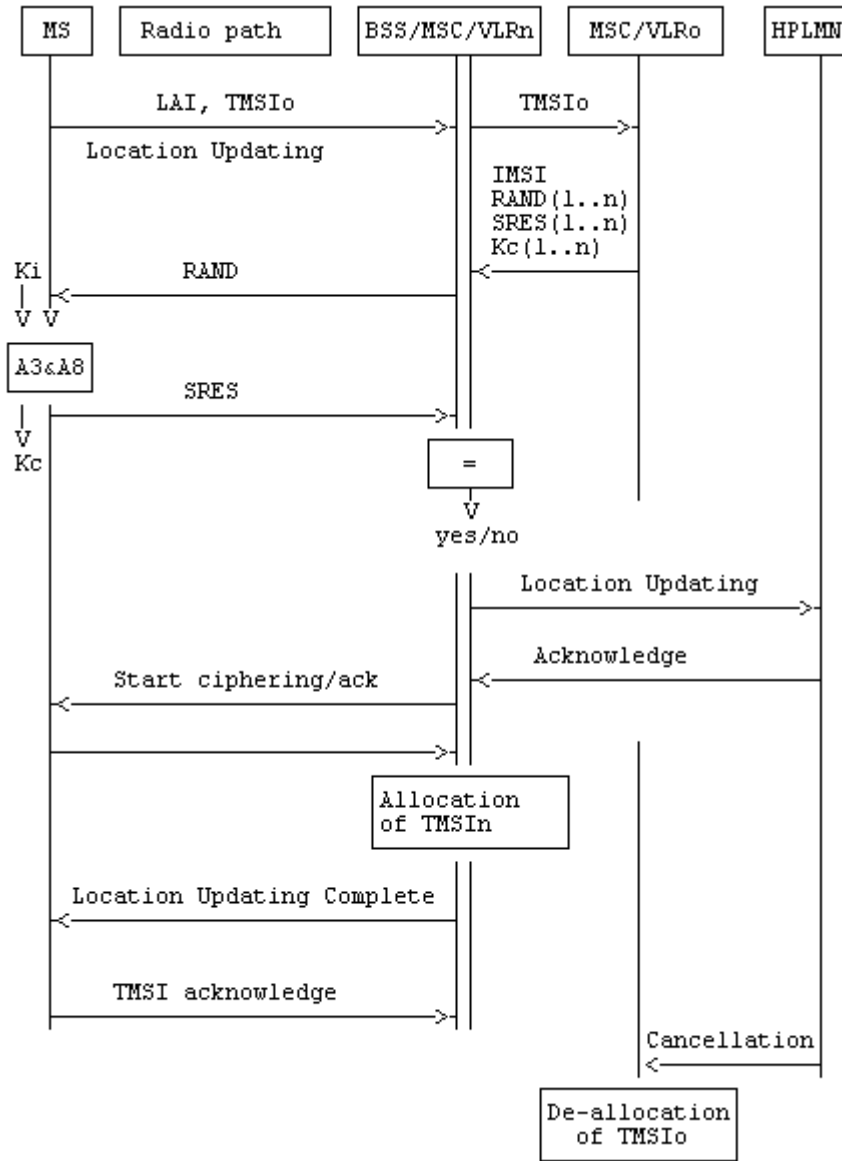 MS
Radio path
BSS/MSC/VLRn
MSC/VLRo
HPLMN
LAI, TMSIo
TMSIo
Location Updating
IMSI
RAND(1..n)
SRES(1..n)
Kc(1..n)
Ki
RAND
V V
A3&A8
SRES
V
Kc
=
V
yes/no
Location Updating
Acknowledge
Start ciphering/ack
Allocation
of TMSIn
Location Updating Complete
TMSI acknowledge
Cancellation
De-allocation
of TMSIo